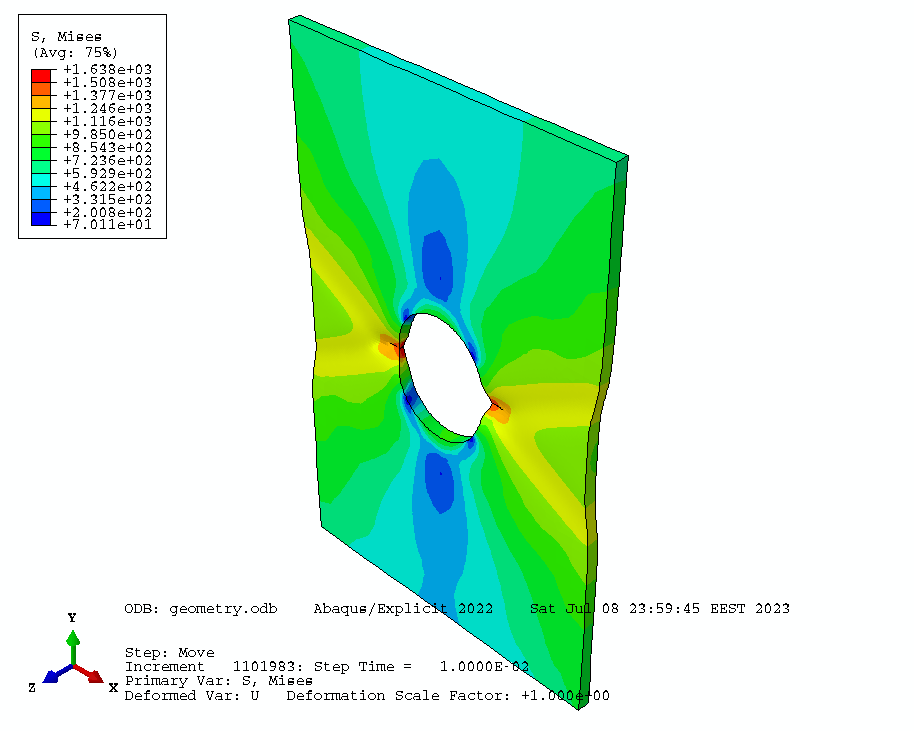 S, Mises
(Avg: 75%)
+1.638e+03
+1.508e+03
+1.377e+03
+1.246e+03
+1.116e+03
+9.850e+02
+8.543e+02
+7.236e+02
+5.929e+02
+4.622e+02
+3.315e+02
+2.008e+02
+7.011e+01
ODB: geometry.odb Abaqus/Explicit 2022 Sat Jul 08 23:59:45 EEST 2023
Y
Z X
Step: Move
Increment 1101983: Step Time = 1.0000E-02
Primary Var: S, Mises
Deformed Var: U Deformation Scale Factor: +1.000e+00